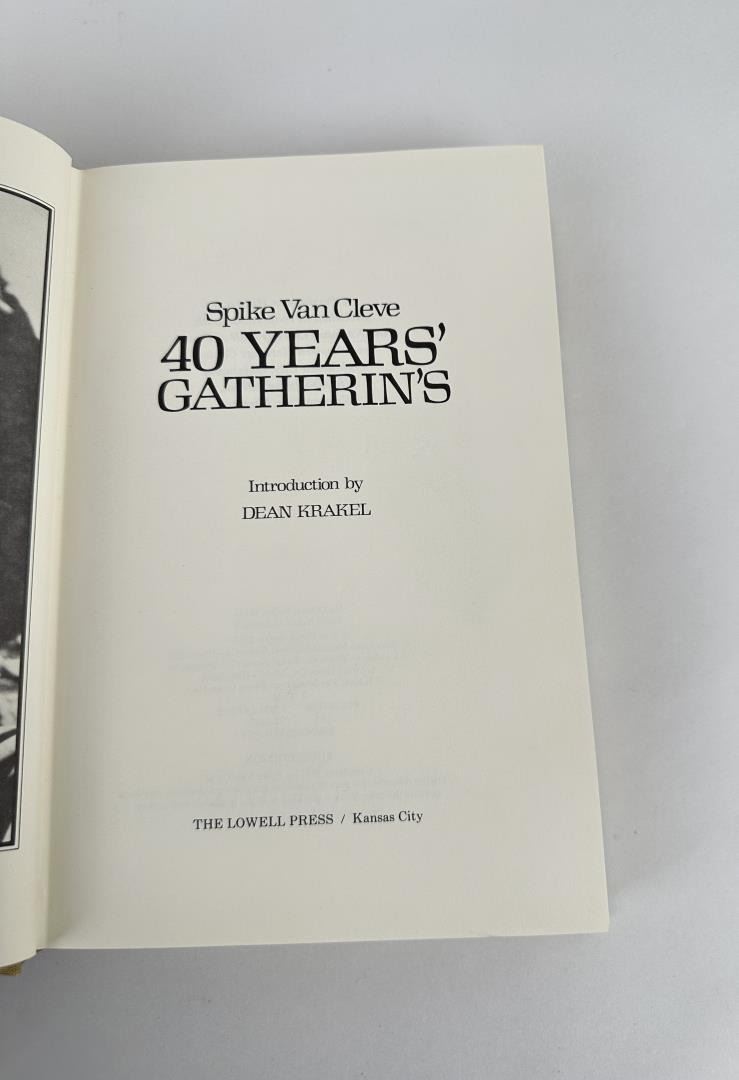 Spike Van Cleve
40 YEARS'
GATHERIN'S
Introduction by
DEAN KRAKEL
THE LOWELL PRESS / Kansas City